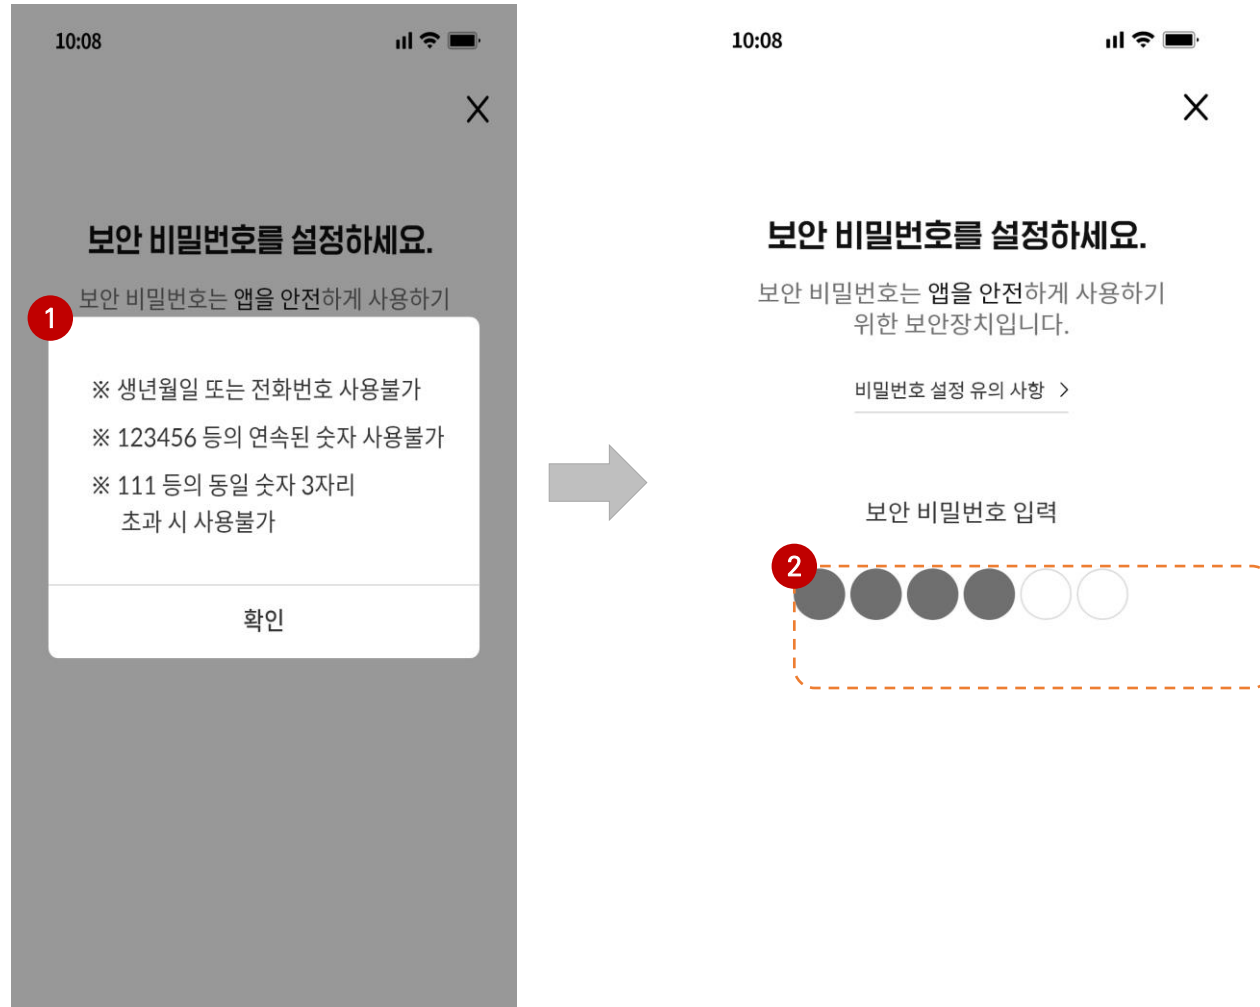 10:08
보안 비밀번호를 설정하세요.
보안 비밀번호는 앱을 안전하게 사용하기
1
※ 생년월일 또는 전화번호 사용불가
※ 123456 등의 연속된 숫자 사용불가
※ 111 등의 동일 숫자 3자리
초과 시 사용불가
확인
10:08
보안 비밀번호를 설정하세요.
보안 비밀번호는 앱을 안전하게 사용하기
위한 보안장치입니다.
비밀번호 설정 유의 사항 >
보안 비밀번호 입력
2